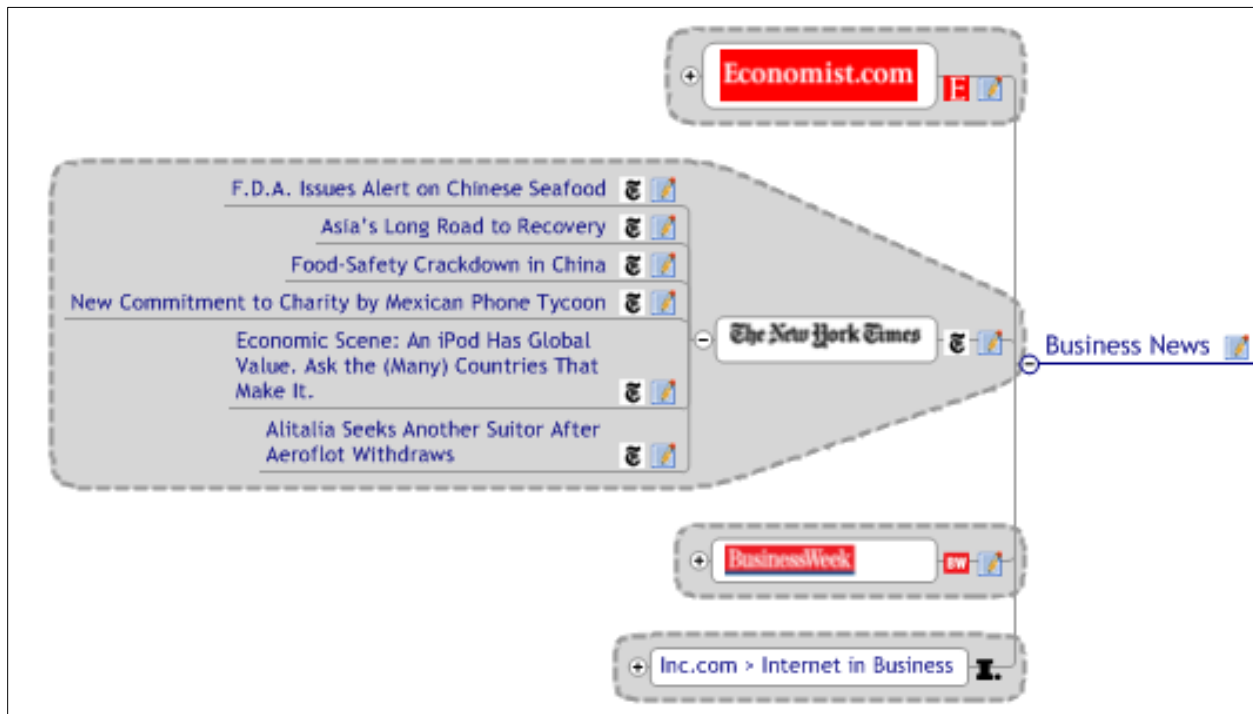 Economist.com
E
F.D.A. Issues Alert on Chinese Seafood
Asia's Long Road to Recovery
Food-Safety Crackdown in China
New Commitment to Charity by Mexican Phone Tycoon
Economic Scene: An iPod Has Global
Value. Ask the (Many) Countries That
Make It.
Alitalia Seeks Another Suitor After
Aeroflot Withdraws
The New York Times
Business News
BusinessWeek
BW
Inc.com > Internet in Business
I.